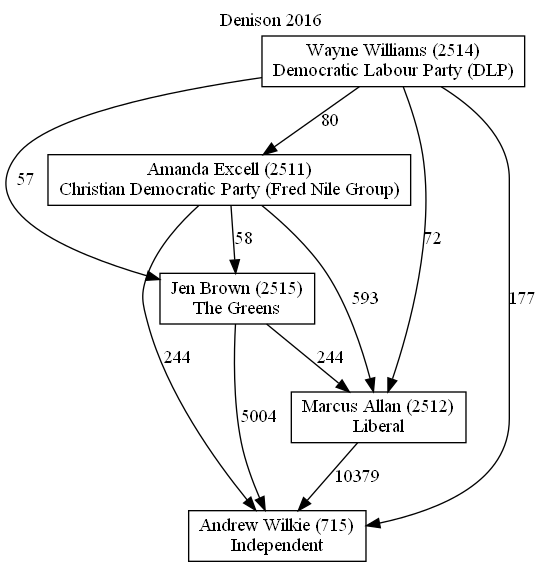 Denison 2016
Wayne Williams (2514)
Democratic Labour Party (DLP)
80
57
Amanda Excell (2511)
Christian Democratic Party (Fred Nile Group)
58
72
Jen Brown (2515)
The Greens
593
177
244
244
Marcus Allan (2512)
Liberal
5004
10379
Andrew Wilkie (715)
Independent